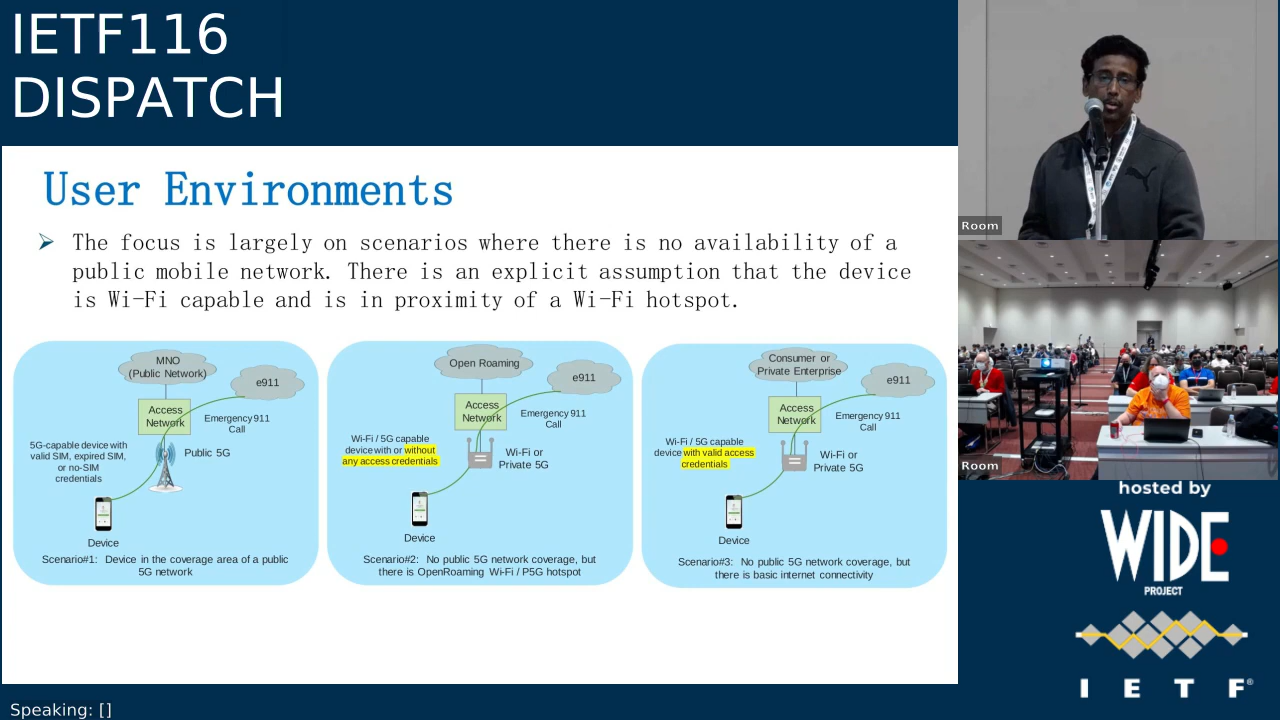 IETF116
DISPATCH
User Environments
➢ The focus is largely on scenarios where there is no availability of a
public mobile network. There is an explicit assumption that the device
is Wi-Fi capable and is in proximity of a Wi-Fi hotspot.
MNO
(Public Network)
e911
Access
Network
Emergency 911
Call
5G-capable device with
valid SIM, expired SIM,
or no-SIM
credentials
Public 5G
Device
Scenario#1: Device in the coverage area of a public
5G network
Open Roaming
e911
Access
Network
Emergency 911
Call
Wi-Fi / 5G capable
device with or without
any access credentials
Wi-Fi or
Private 5G
Device
Scenario#2: No public 5G network coverage, but
there is OpenRoaming Wi-Fi / P5G hotspot
Consumer or
Private Enterprise
e911
Access
Network
Emergency 911
Call
Wi-Fi / 5G capable
device with valid access
credentials
Wi-Fi or
Private 5G
Device
Scenario#3: No public 5G network coverage, but
there is basic internet connectivity
Room
Room
hosted by
WIDE
PROJECT
I E T F®
Speaking: []